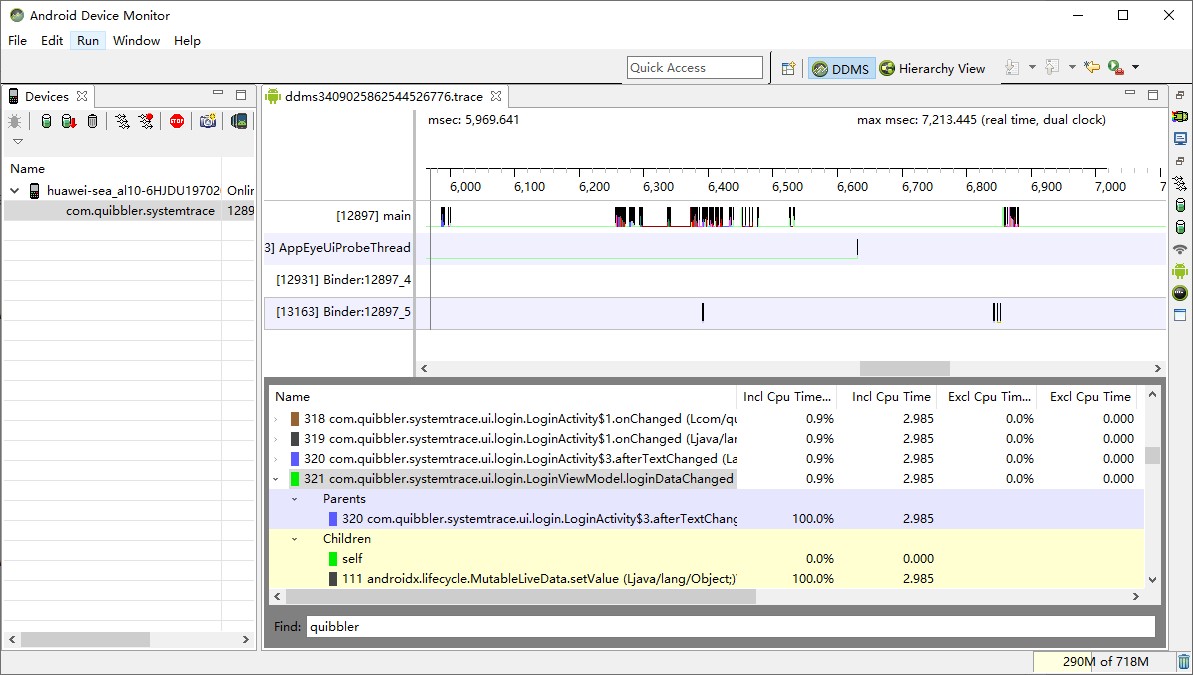 Android Device Monitor
File Edit Run Window Help
Quick Access
DDMS
Hierarchy View
Devices
Name
huawei-sea_al10-6HJDU19702 Onlin
com.quibbler.systemtrace 1289
ddms3409025862544526776.trace
msec: 5,969.641
max msec: 7,213.445 (real time, dual clock)
6,000 6,100 6,200 6,300 6,400 6,500 6,600 6,700 6,800 6,900 7,000 7
[12897] main
3] AppEyeUiProbeThread
[12931] Binder:12897_4
[13163] Binder:12897_5
Name Incl Cpu Time... Incl Cpu Time Excl Cpu Tim... Excl Cpu Time
318 com.quibbler.systemtrace.ui.login.LoginActivity$1.onChanged (Lcom/qu 0.9% 2.985 0.0% 0.000
319 com.quibbler.systemtrace.ui.login.LoginActivity$1.onChanged (Ljava/lan 0.9% 2.985 0.0% 0.000
320 com.quibbler.systemtrace.ui.login.LoginActivity$3.afterTextChanged (La 0.9% 2.985 0.0% 0.000
321 com.quibbler.systemtrace.ui.login.LoginViewModel.loginDataChanged 0.9% 2.985 0.0% 0.000
Parents
320 com.quibbler.systemtrace.ui.login.LoginActivity$3.afterTextChang 100.0% 2.985
Children
self 0.0% 0.000
111 androidx.lifecycle.MutableLiveData.setValue (Ljava/lang/Object;) 100.0% 2.985
Find: quibbler
290M of 718M